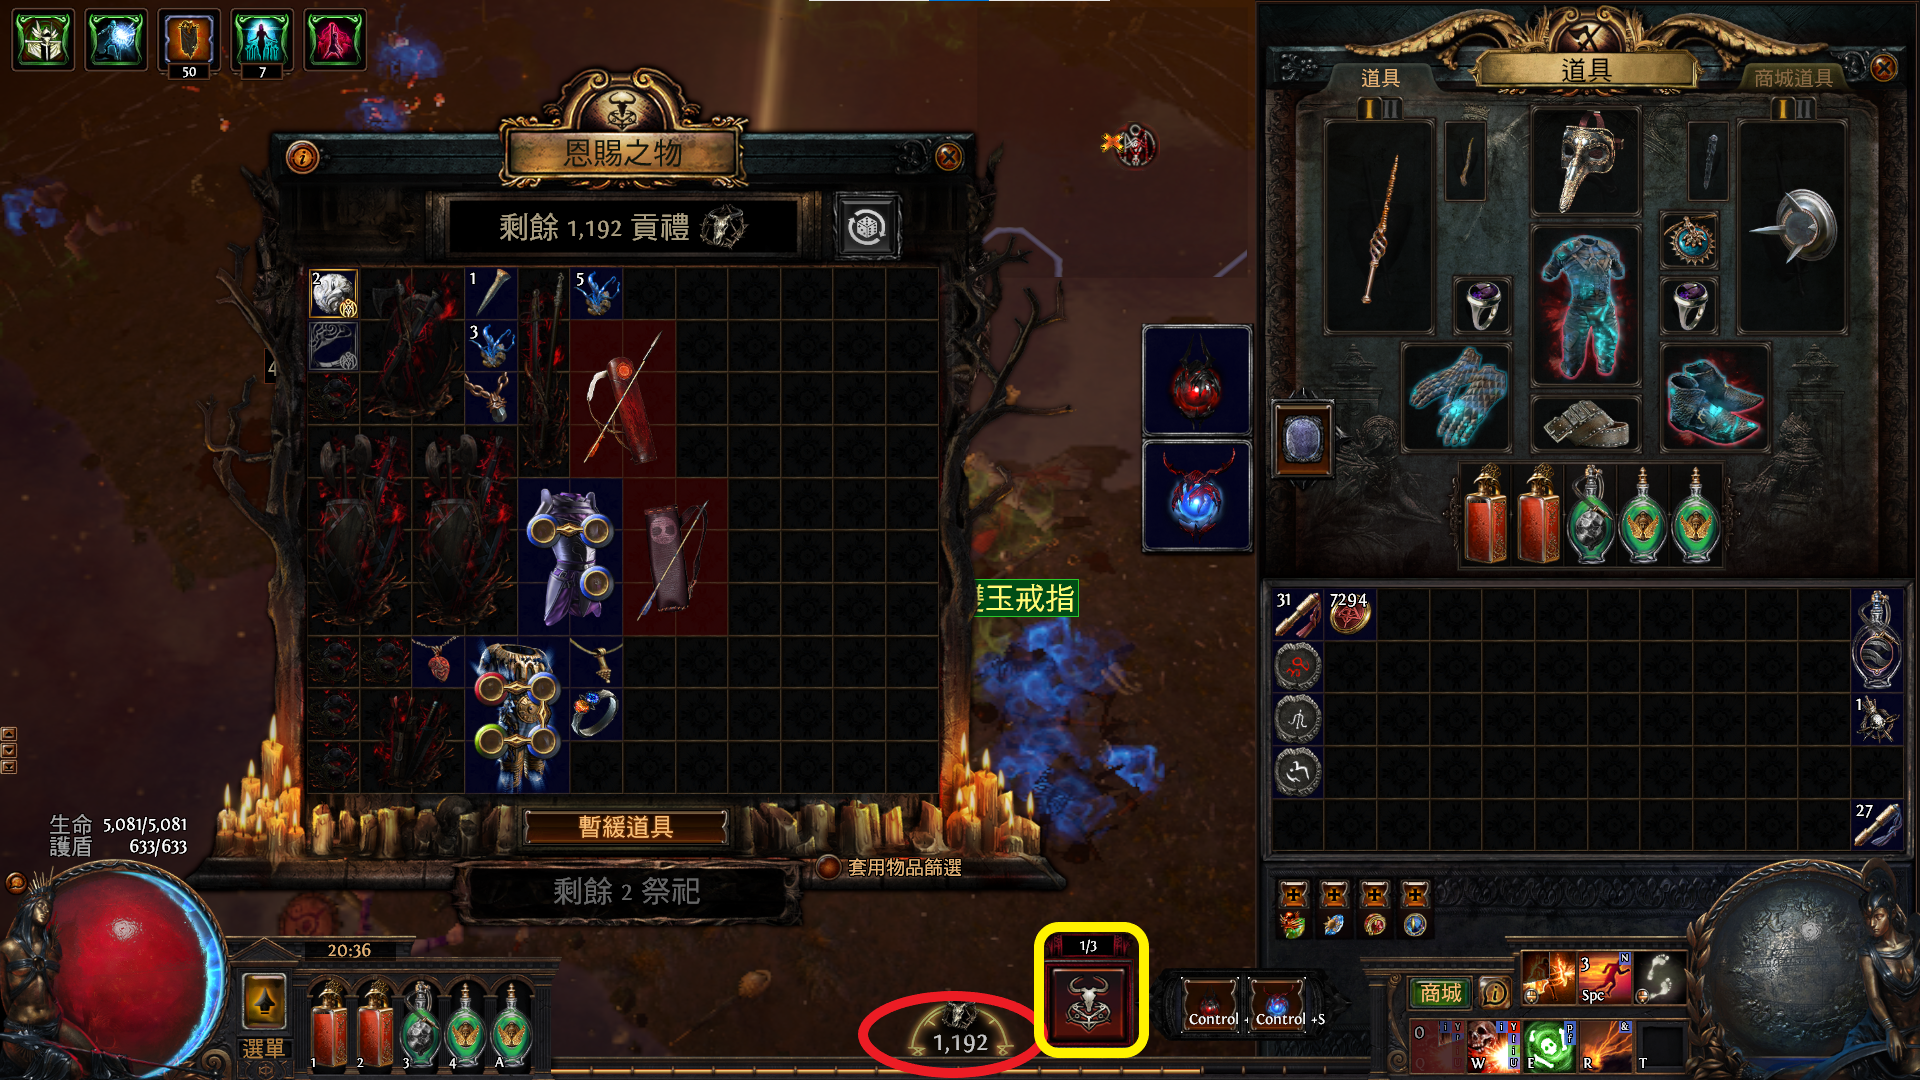 50
7
恩賜之物
剩餘 1,192 貢禮
2
1
5
3
4
暫緩道具
套用物品篩選
剩餘 2 祭祀
玉戒指
道具
道具
商城道具
I II
I II
31
7294
1
27
生命 5,081/5,081
護盾 633/633
20:36
選單
1
2
3
4
A
1,192
1/3
Control
Control +S
商城
3
N
Spc
Q
W
E
R
T